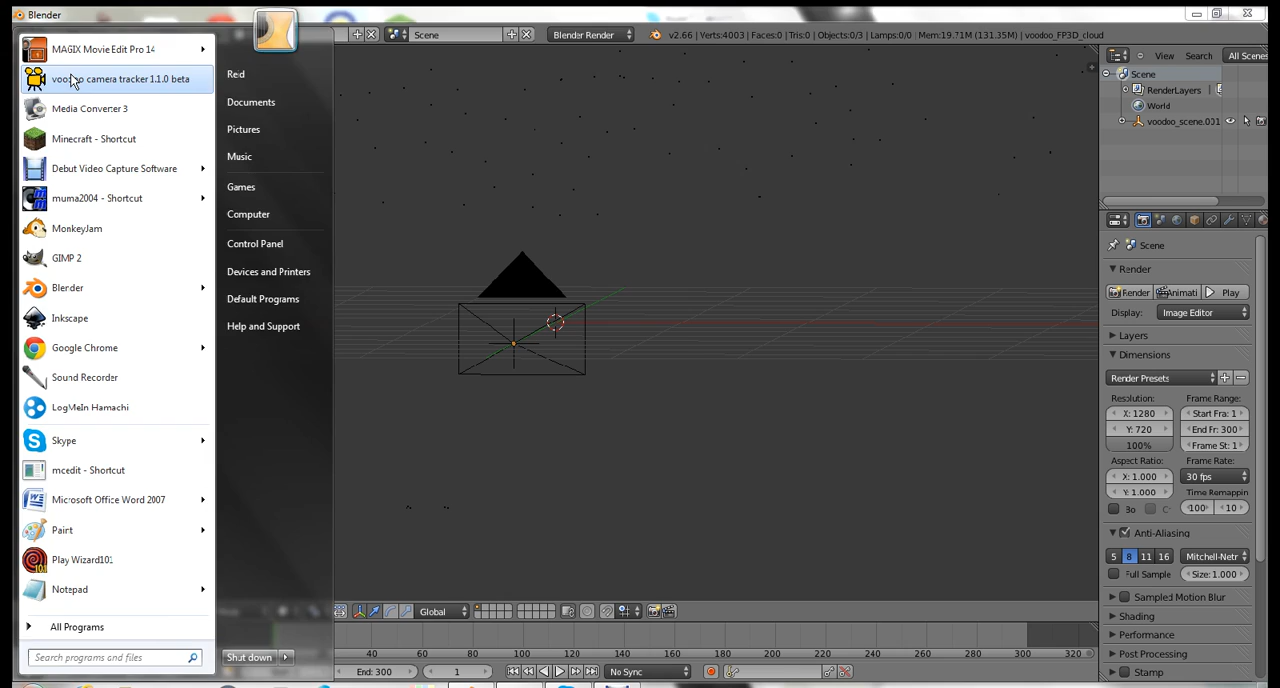 Blender
MAGIX Movie Edit Pro 14
voodoo camera tracker 1.1.0 beta
Media Converter 3
Minecraft - Shortcut
Debut Video Capture Software
muma2004 - Shortcut
MonkeyJam
GIMP 2
Blender
Inkscape
Google Chrome
Sound Recorder
LogMeIn Hamachi
Skype
mcedit - Shortcut
Microsoft Office Word 2007
Paint
Play Wizard101
Notepad
All Programs
Search programs and files
Reid
Documents
Pictures
Music
Games
Computer
Control Panel
Devices and Printers
Default Programs
Help and Support
Shut down
Scene
Blender Render
v2.66 | Verts:4003 | Faces:0 | Tris:0 | Objects:0/3 | Lamps:0/0 | Mem:19.71M (131.35M) | voodoo_FP3D_cloud
View Search All Scenes
Scene
RenderLayers |
World
voodoo_scene.001
Scene
Render
Render Animati Play
Display: Image Editor
Layers
Dimensions
Render Presets
Resolution: Frame Range:
X: 1280 Start Fra: 1
Y: 720 End Fr: 300
100% Frame St: 1
Aspect Ratio: Frame Rate:
X: 1.000 30 fps
Y: 1.000 Time Remappin
Bo C 100 10
Anti-Aliasing
5 8 11 16 Mitchell-Netr
Full Sample Size: 1.000
Sampled Motion Blur
Shading
Performance
Post Processing
Stamp
Global
40 60 80 100 120 140 160 180 200 220 240 260 280 300 320
End: 300 1 No Sync